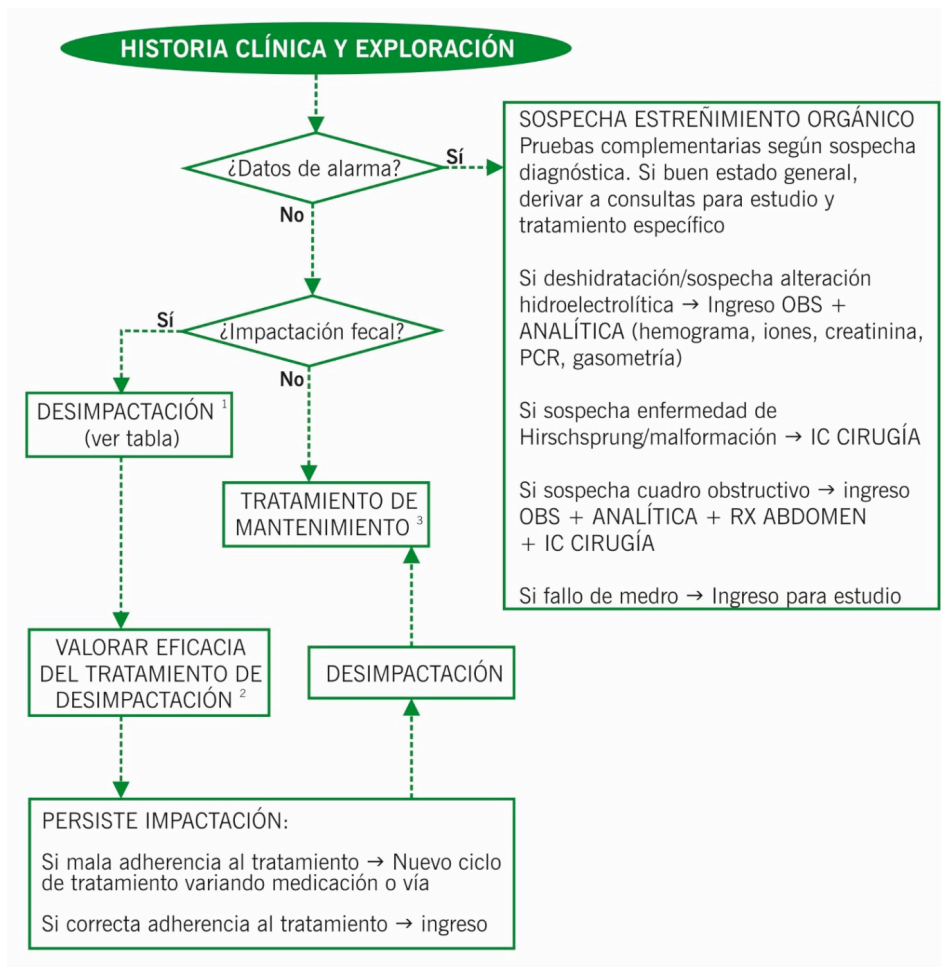 HISTORIA CLÍNICA Y EXPLORACIÓN
¿Datos de alarma?
Sí
No
SOSPECHA ESTREÑIMIENTO ORGÁNICO
Pruebas complementarias según sospecha
diagnóstica. Si buen estado general,
derivar a consultas para estudio y
tratamiento específico
Si deshidratación/sospecha alteración
hidroelectrolítica → Ingreso OBS +
ANALÍTICA (hemograma, iones, creatinina,
PCR, gasometría)
Si sospecha enfermedad de
Hirschsprung/malformación → IC CIRUGÍA
Si sospecha cuadro obstructivo → ingreso
OBS + ANALÍTICA + RX ABDOMEN
+ IC CIRUGÍA
Si fallo de medro → Ingreso para estudio
¿Impactación fecal?
Sí
No
DESIMPACTACIÓN 1
(ver tabla)
TRATAMIENTO DE
MANTENIMIENTO 3
VALORAR EFICACIA
DEL TRATAMIENTO DE
DESIMPACTACIÓN 2
DESIMPACTACIÓN
PERSISTE IMPACTACIÓN:
Si mala adherencia al tratamiento → Nuevo ciclo
de tratamiento variando medicación o vía
Si correcta adherencia al tratamiento → ingreso